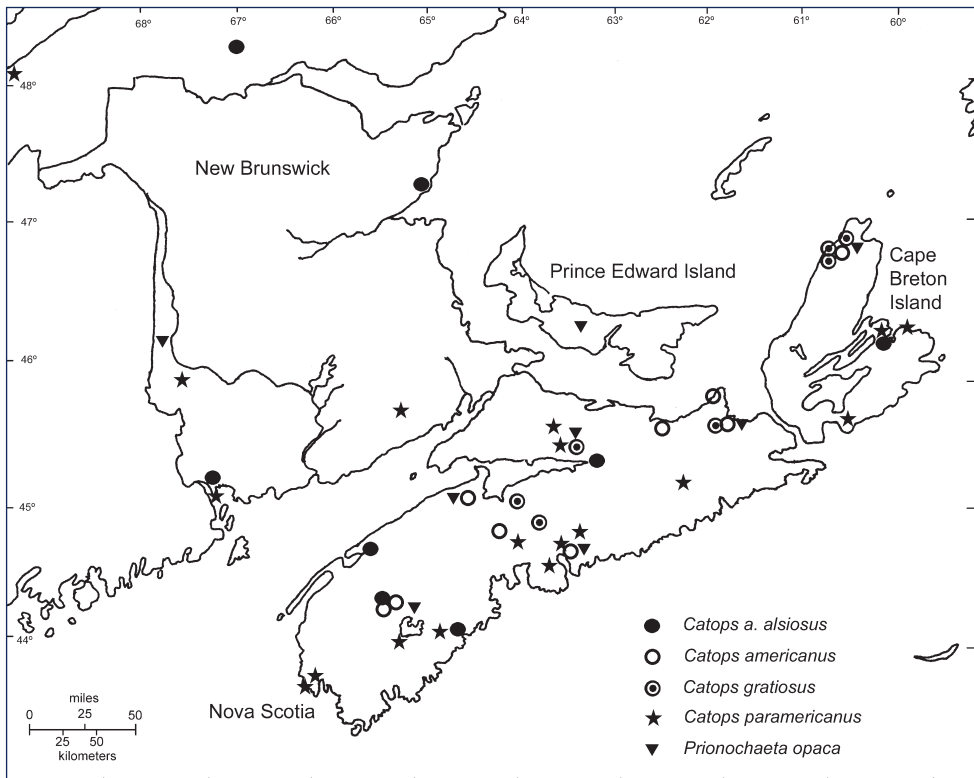 68° 67° 66° 65° 64° 63° 62° 61° 60°
48°
New Brunswick
47°
Prince Edward Island
Cape
Breton
Island
46°
45°
44°
Nova Scotia
miles
0 25 50
25 50
kilometers
Catops a. alsiosus
Catops americanus
Catops gratiosus
Catops paramericanus
Prionochaeta opaca